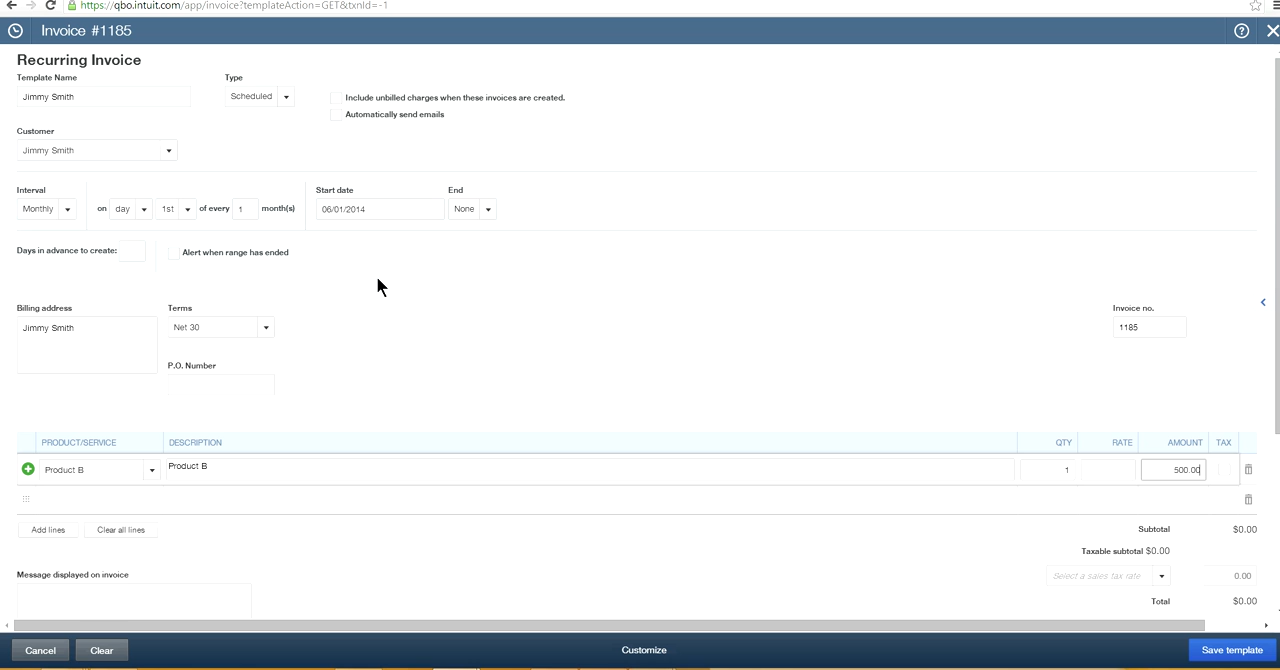 https://qbo.intuit.com/app/invoice?templateAction=GET&txnId=-1
Invoice #1185
Recurring Invoice
Template Name Type
Jimmy Smith Scheduled
Include unbilled charges when these invoices are created.
Automatically send emails
Customer
Jimmy Smith
Interval Start date End
Monthly on day 1st of every 1 month(s) 06/01/2014 None
Days in advance to create: Alert when range has ended
Billing address Terms Invoice no.
Jimmy Smith Net 30 1185
P.O. Number
PRODUCT/SERVICE DESCRIPTION QTY RATE AMOUNT TAX
Product B Product B 1 500.00
Add lines Clear all lines Subtotal $0.00
Taxable subtotal $0.00
Message displayed on invoice Select a sales tax rate 0.00
Total $0.00
Cancel Clear Customize Save template